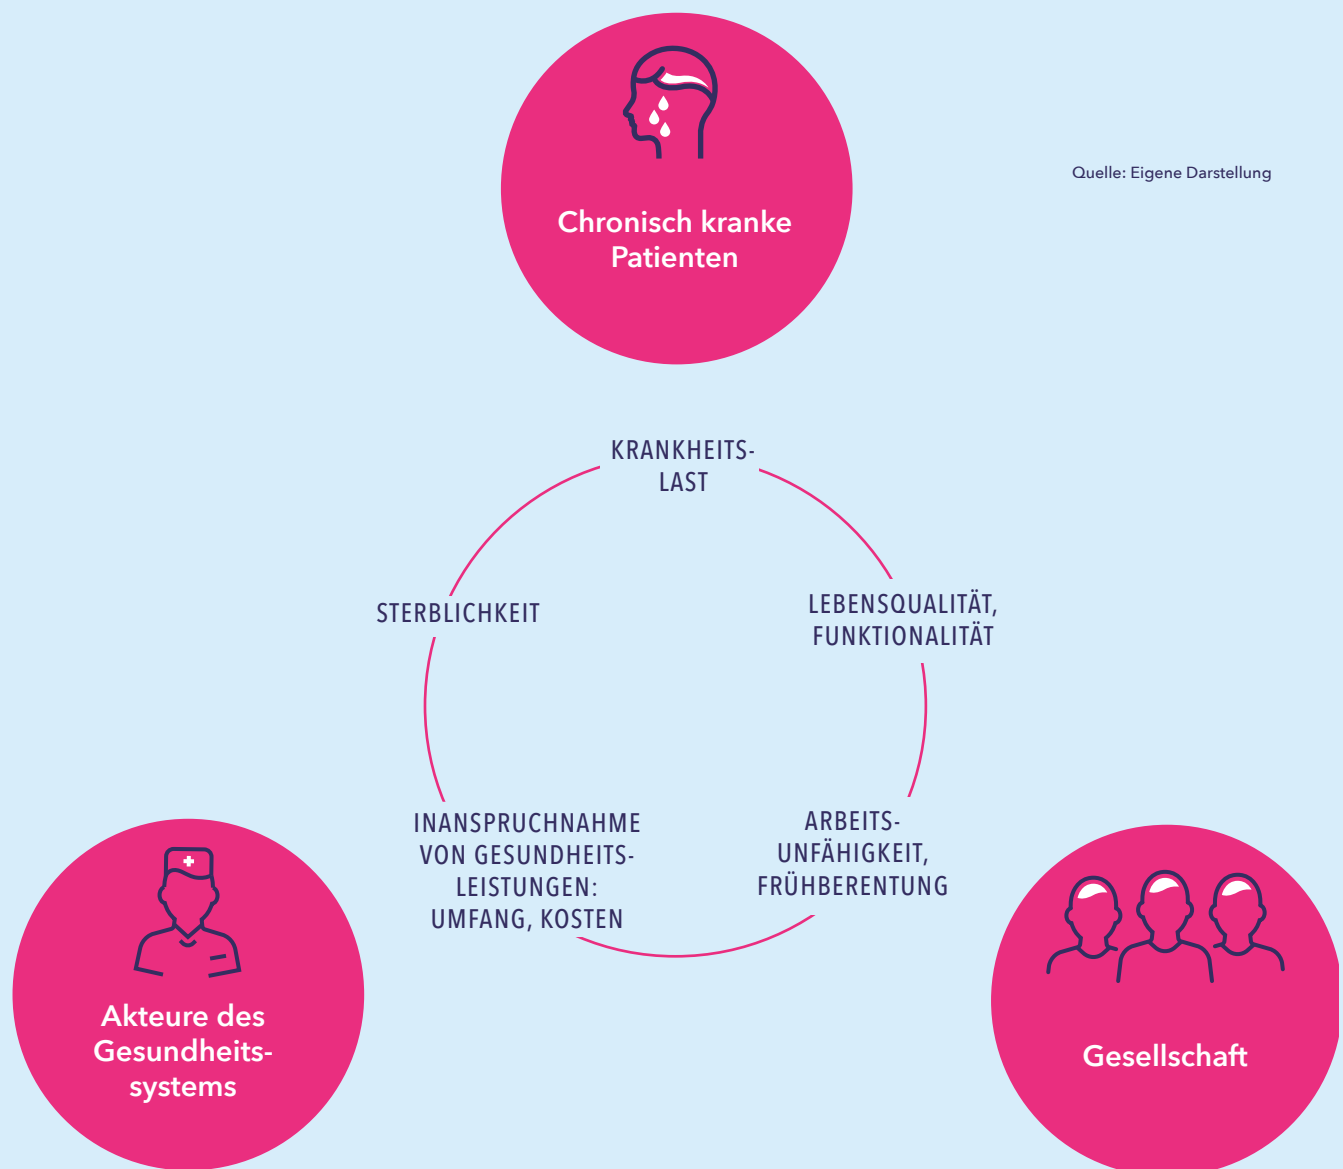 Quelle: Eigene Darstellung
Chronisch kranke
Patienten
KRANKHEITS-
LAST
LEBENSQUALITÄT,
FUNKTIONALITÄT
STERBLICHKEIT
ARBEITS-
UNFÄHIGKEIT,
FRÜHBERENTUNG
INANSPRUCHNAHME
VON GESUNDHEITS-
LEISTUNGEN:
UMFANG, KOSTEN
Akteure des
Gesundheits-
systems
Gesellschaft